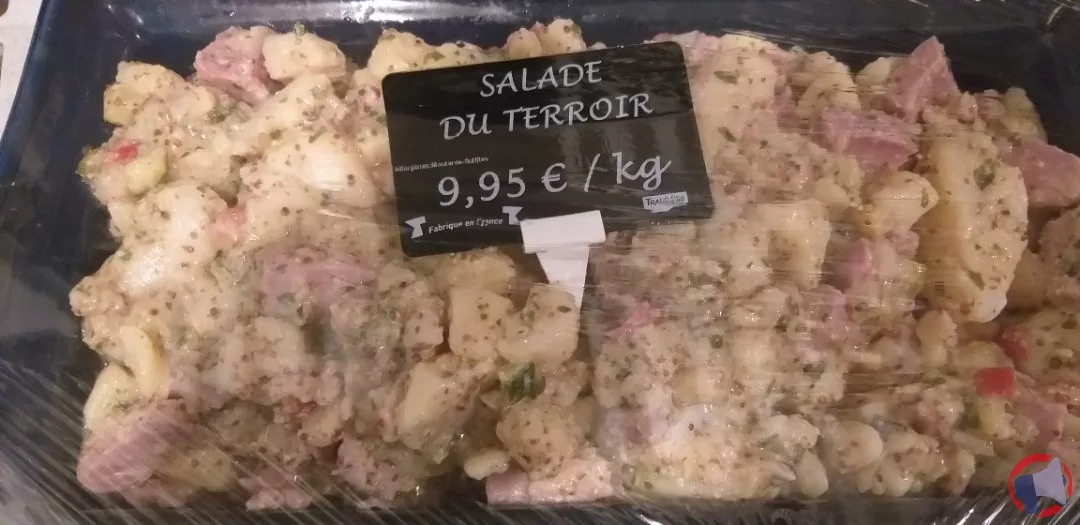 SALADE
DU TERROIR
Allergènes:Moutarde-Sulfites
9,95 € / kg
Fabriqué en France